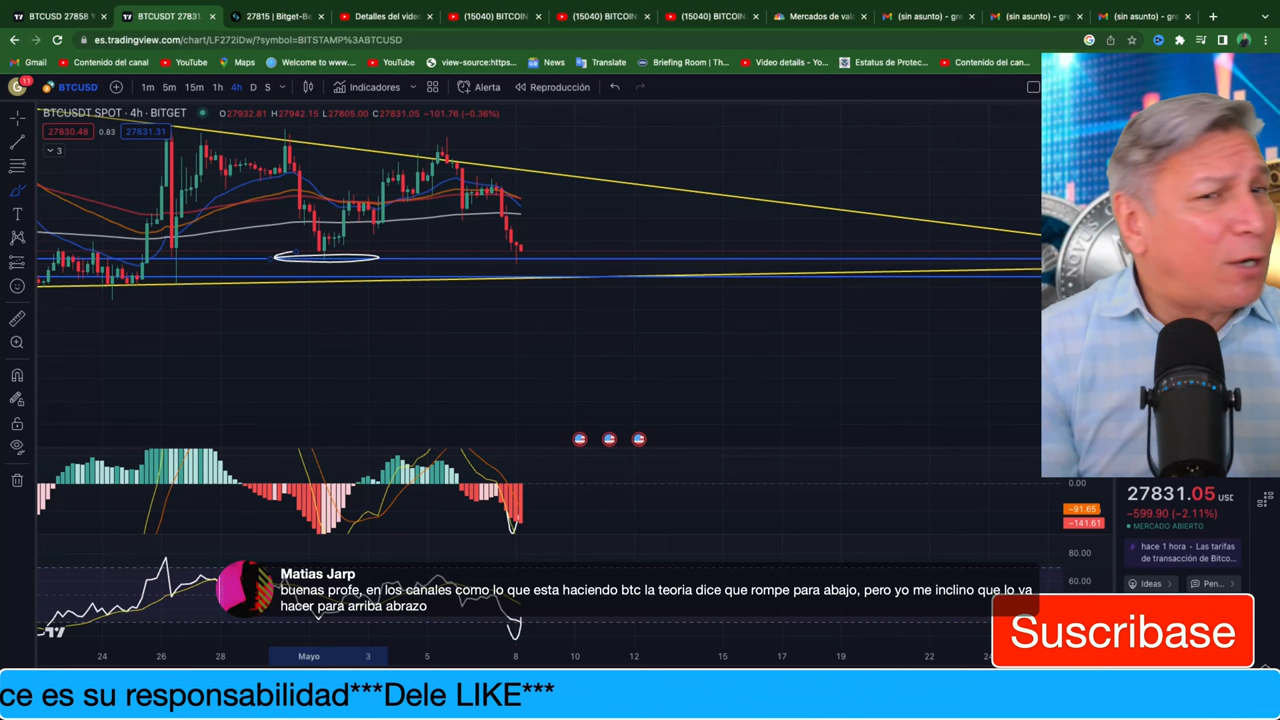 BTCUSD 27858
BTCUSDT 27831.
27815 | Bitget-Be
Detalles del vide
(15040) BITCOIN
(15040) BITCOIN
(15040) BITCOIN
Mercados de va
(sin asunto) - gre
(sin asunto) - gre
(sin asunto) - gre
es.tradingview.com/chart/LF272iDw/?symbol=BITSTAMP%3ABTCUSD
Gmail
Contenido del canal
YouTube
Maps
Welcome to www....
YouTube
view-source:https...
News
Translate
Briefing Room | Th...
Video details - Yo...
Estatus de Protec...
Contenido del can...
G
11
BTCUSD
1m
5m
15m
1h
4h
D
S
Indicadores
Alerta
Reproducción
BTCUSDT SPOT · 4h · BITGET
O27932.81 H27942.15 L27805.00 C27831.05 −101.76 (−0.36%)
27830.48
0.83
27831.31
3
0.00
−91.65
−141.61
80.00
60.00
27831.05 USD
−599.90 (−2.11%)
MERCADO ABIERTO
hace 1 hora · Las tarifas
de transacción de Bitco...
Ideas
Pen...
Matias Jarp
buenas profe, en los canales como lo que esta haciendo btc la teoria dice que rompe para abajo, pero yo me inclino que lo va
hacer para arriba abrazo
Suscribase
24
26
28
Mayo
3
5
8
10
12
15
17
19
22
24
ce es su responsabilidad***Dele LIKE***